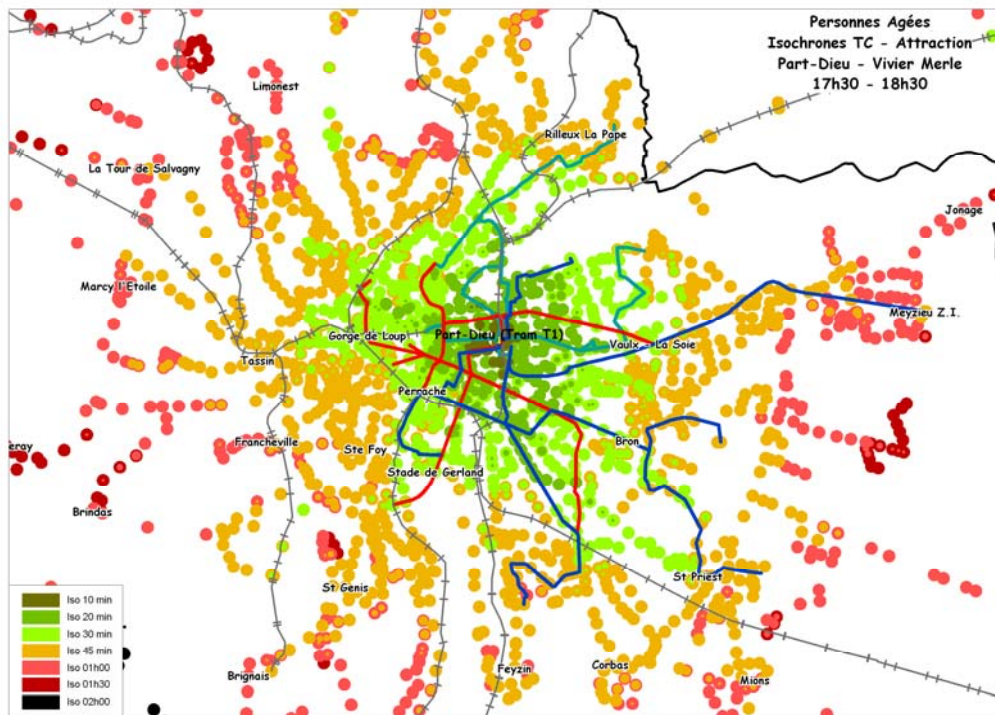 Personnes Agées
Isochrones TC - Attraction
Part-Dieu - Vivier Merle
17h30 - 18h30
Limonest
Rilleux La Pape
La Tour de Salvagny
Jonage
Marcy l'Etoile
Meyzieu Z.I.
Gorge de Loup
Part-Dieu (Tram T1)
Vaulx - La Soie
Tassin
Perrache
Francheville
Ste Foy
Bron
Stade de Gerland
Brindas
St Priest
St Genis
Brignais
Feyzin
Corbas
Mions
Iso 10 min
Iso 20 min
Iso 30 min
Iso 45 min
Iso 01h00
Iso 01h30
Iso 02h00